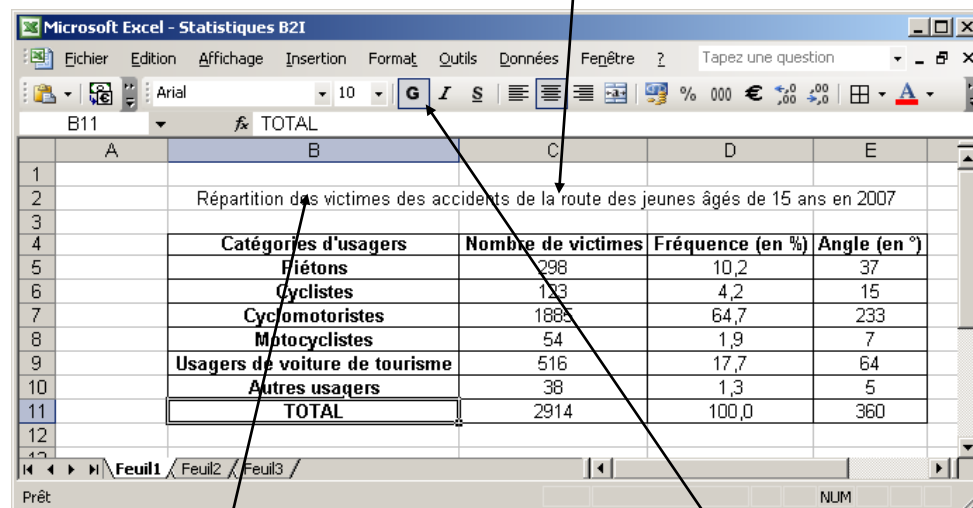 Microsoft Excel - Statistiques B2I
Fichier Edition Affichage Insertion Format Outils Données Fenêtre ? Tapez une question
Arial 10 G I S % 000 € ,00 ,0
B11 fx TOTAL
A B C D E
1
2 Répartition des victimes des accidents de la route des jeunes âgés de 15 ans en 2007
3
4 Catégories d'usagers Nombre de victimes Fréquence (en %) Angle (en °)
5 Piétons 298 10,2 37
6 Cyclistes 123 4,2 15
7 Cyclomotoristes 1885 64,7 233
8 Motocyclistes 54 1,9 7
9 Usagers de voiture de tourisme 516 17,7 64
10 Autres usagers 38 1,3 5
11 TOTAL 2914 100,0 360
12
Feuil1 Feuil2 Feuil3
Prêt NUM